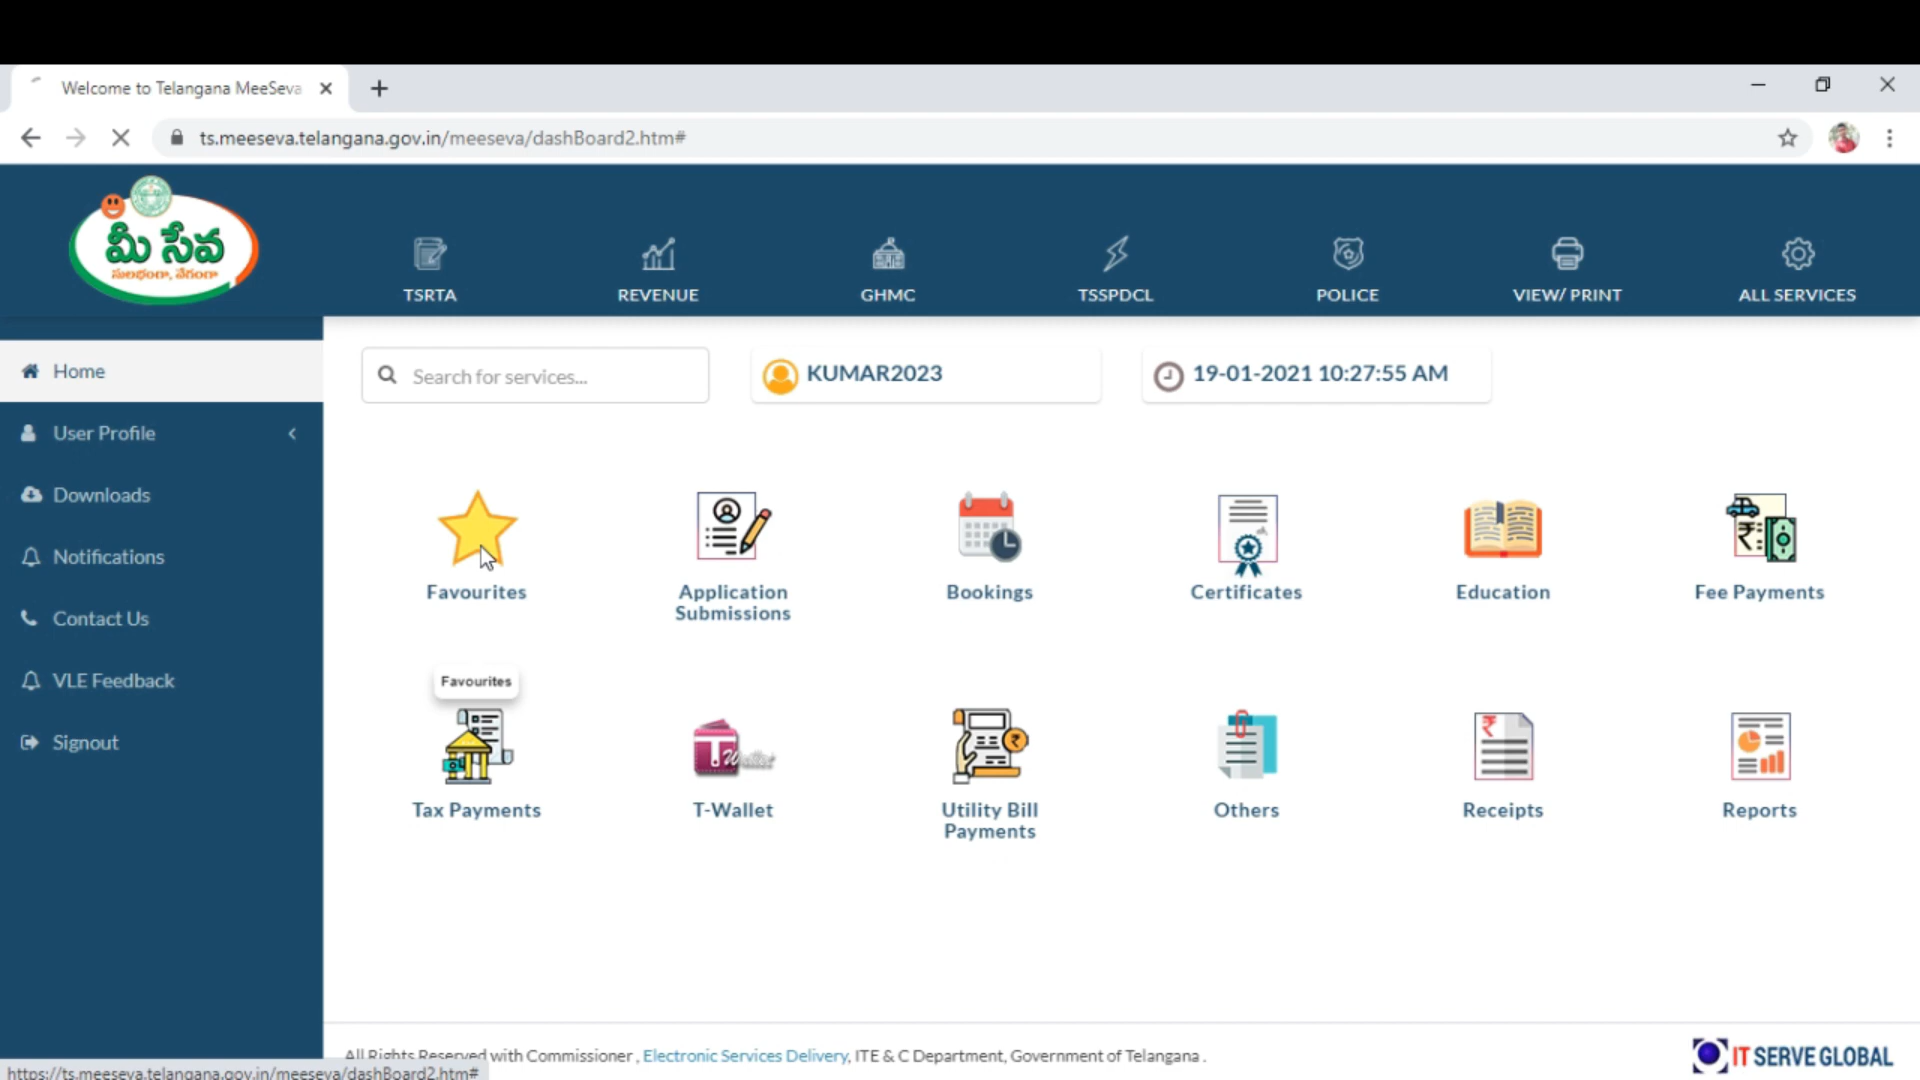 Welcome to Telangana MeeSeva
ts.meeseva.telangana.gov.in/meeseva/dashBoard2.htm#
మీ సేవ
సులభంగా, వేగంగా
TSRTA
REVENUE
GHMC
TSSPDCL
POLICE
VIEW/ PRINT
ALL SERVICES
Home
User Profile
Downloads
Notifications
Contact Us
VLE Feedback
Signout
Search for services...
KUMAR2023
19-01-2021 10:27:55 AM
Favourites
Application
Submissions
Bookings
Certificates
Education
Fee Payments
Favourites
Tax Payments
T Wallet
T-Wallet
Utility Bill
Payments
Others
Receipts
Reports
All Rights Reserved with Commissioner , Electronic Services Delivery, ITE & C Department, Government of Telangana .
IT SERVE GLOBAL
https://ts.meeseva.telangana.gov.in/meeseva/dashBoard2.htm#